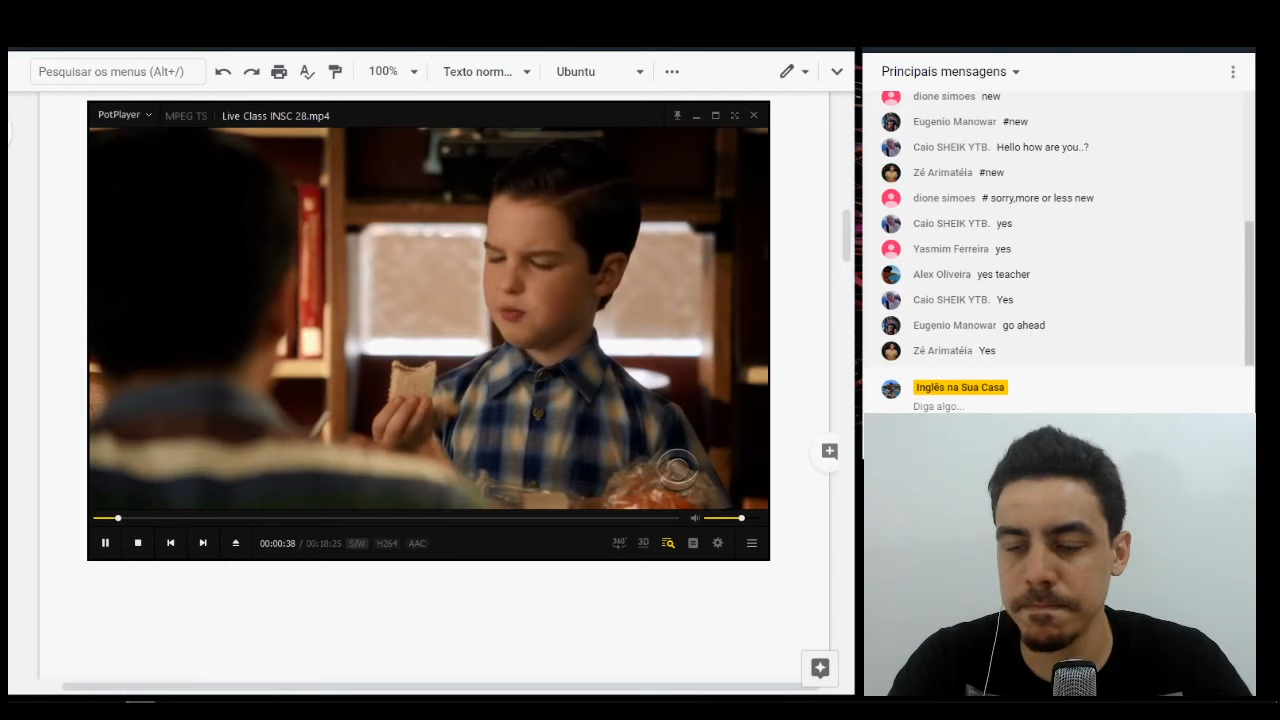 Pesquisar os menus (Alt+/)
100%
Texto norm...
Ubuntu
PotPlayer
MPEG TS
Live Class INSC 28.mp4
00:00:38 / 00:18:25
S/W
H264
AAC
360°
3D
Principais mensagens
dione simoes new
Eugenio Manowar #new
Caio SHEIK YTB. Hello how are you..?
Zé Arimatéia #new
dione simoes # sorry,more or less new
Caio SHEIK YTB. yes
Yasmim Ferreira yes
Alex Oliveira yes teacher
Caio SHEIK YTB. Yes
Eugenio Manowar go ahead
Zé Arimatéia Yes
Inglês na Sua Casa
Diga algo...